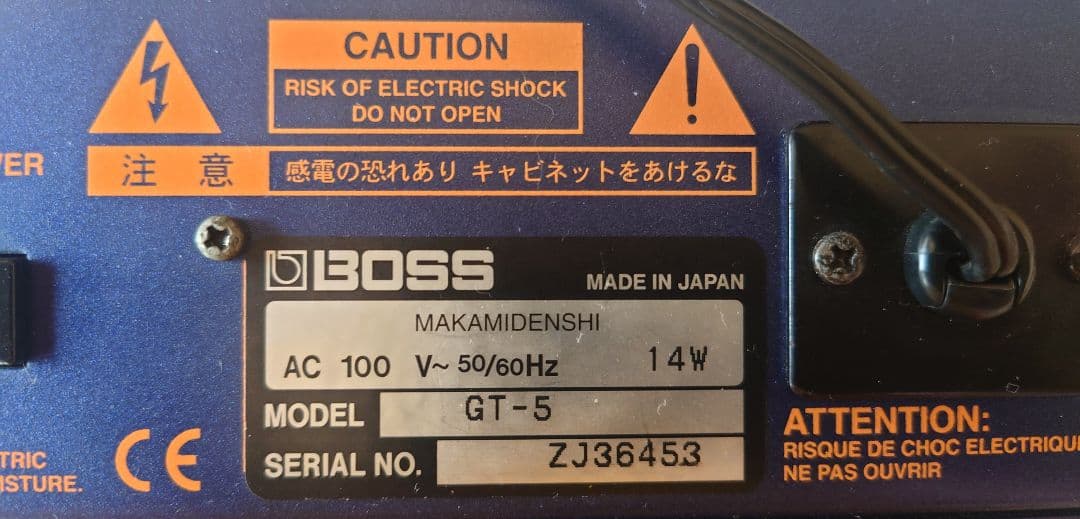 CAUTION
RISK OF ELECTRIC SHOCK
DO NOT OPEN
注意 感電の恐れあり キャビネットをあけるな
BOSS MADE IN JAPAN
MAKAMIDENSHI
AC 100 V~ 50/60Hz 14W
MODEL GT-5
SERIAL NO. ZJ36453
CE
ATTENTION:
RISQUE DE CHOC
NE PAS OUVRIR